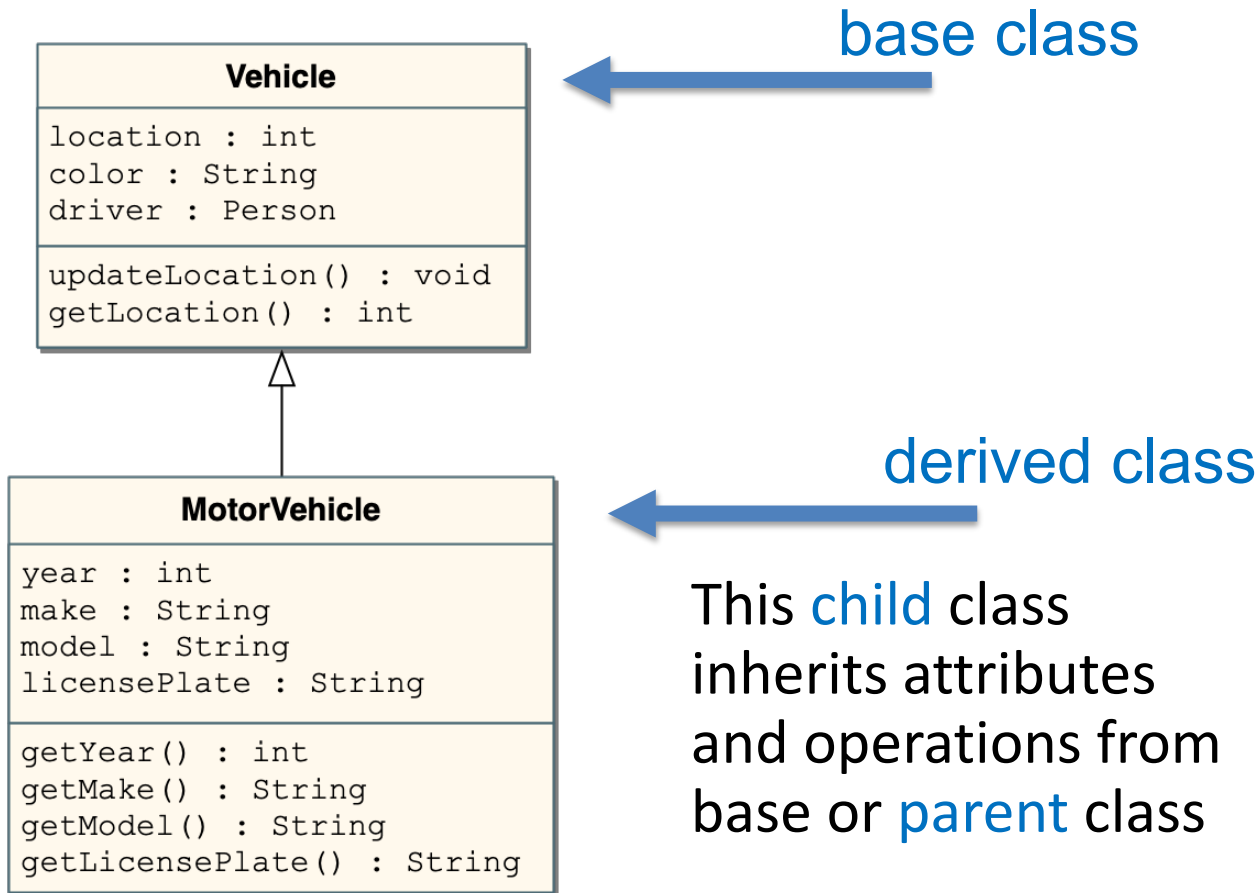 base class
Vehicle
location : int
color : String
driver : Person
updateLocation() : void
getLocation() : int
derived class
MotorVehicle
year : int
make : String
model : String
licensePlate : String
getYear() : int
getMake() : String
getModel() : String
getLicensePlate() : String
This child class
inherits attributes
and operations from
base or parent class